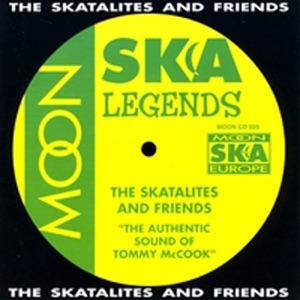 THE SKATALITES AND FRIENDS
MOON
SKA
LEGENDS
MOON CD 020
MOON
SKA
EUROPE
THE SKATALITES
AND FRIENDS
"THE AUTHENTIC
SOUND OF
TOMMY McCOOK"
THE SKATALITES AND FRIENDS